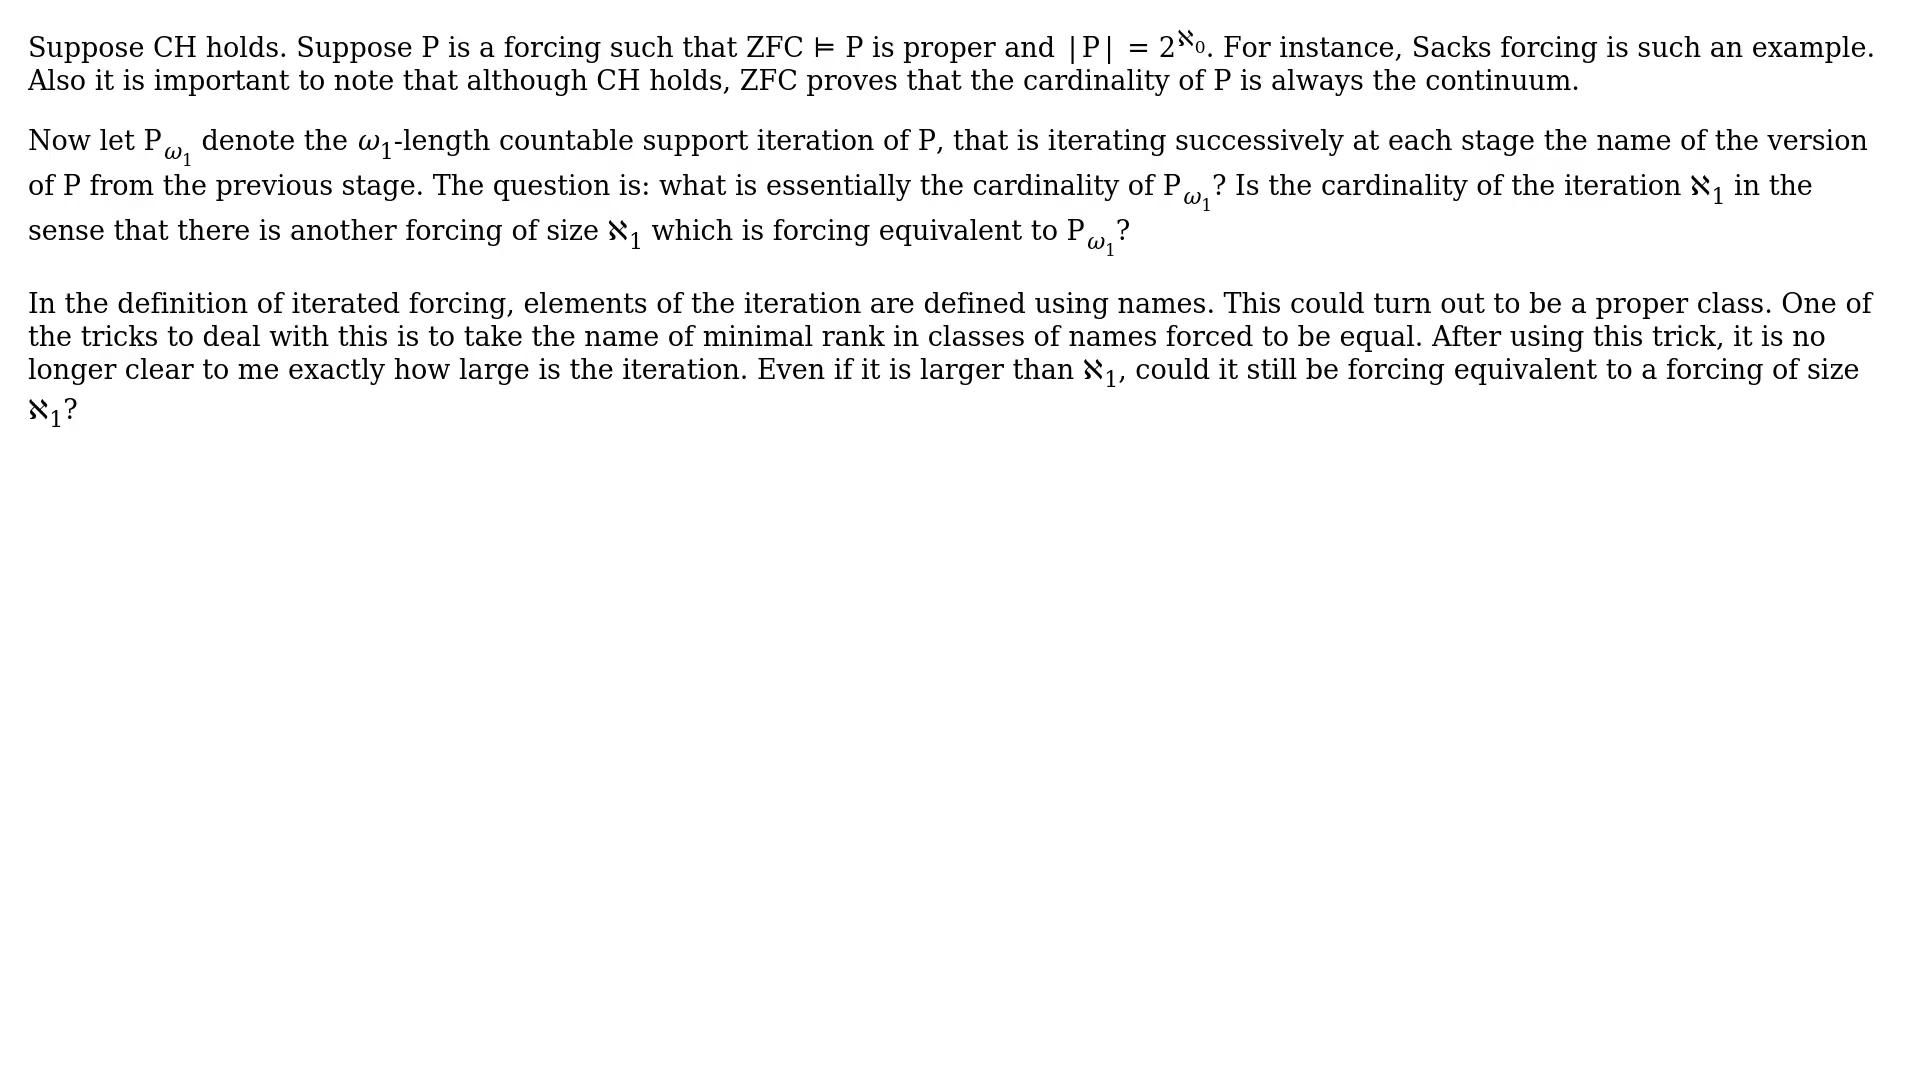 Suppose CH holds. Suppose P is a forcing such that ZFC ⊨ P is proper and |P| = 2^ℵ₀. For instance, Sacks forcing is such an example.
Also it is important to note that although CH holds, ZFC proves that the cardinality of P is always the continuum.
Now let P_ω₁ denote the ω₁-length countable support iteration of P, that is iterating successively at each stage the name of the version
of P from the previous stage. The question is: what is essentially the cardinality of P_ω₁? Is the cardinality of the iteration ℵ₁ in the
sense that there is another forcing of size ℵ₁ which is forcing equivalent to P_ω₁?
In the definition of iterated forcing, elements of the iteration are defined using names. This could turn out to be a proper class. One of
the tricks to deal with this is to take the name of minimal rank in classes of names forced to be equal. After using this trick, it is no
longer clear to me exactly how large is the iteration. Even if it is larger than ℵ₁, could it still be forcing equivalent to a forcing of size
ℵ₁?